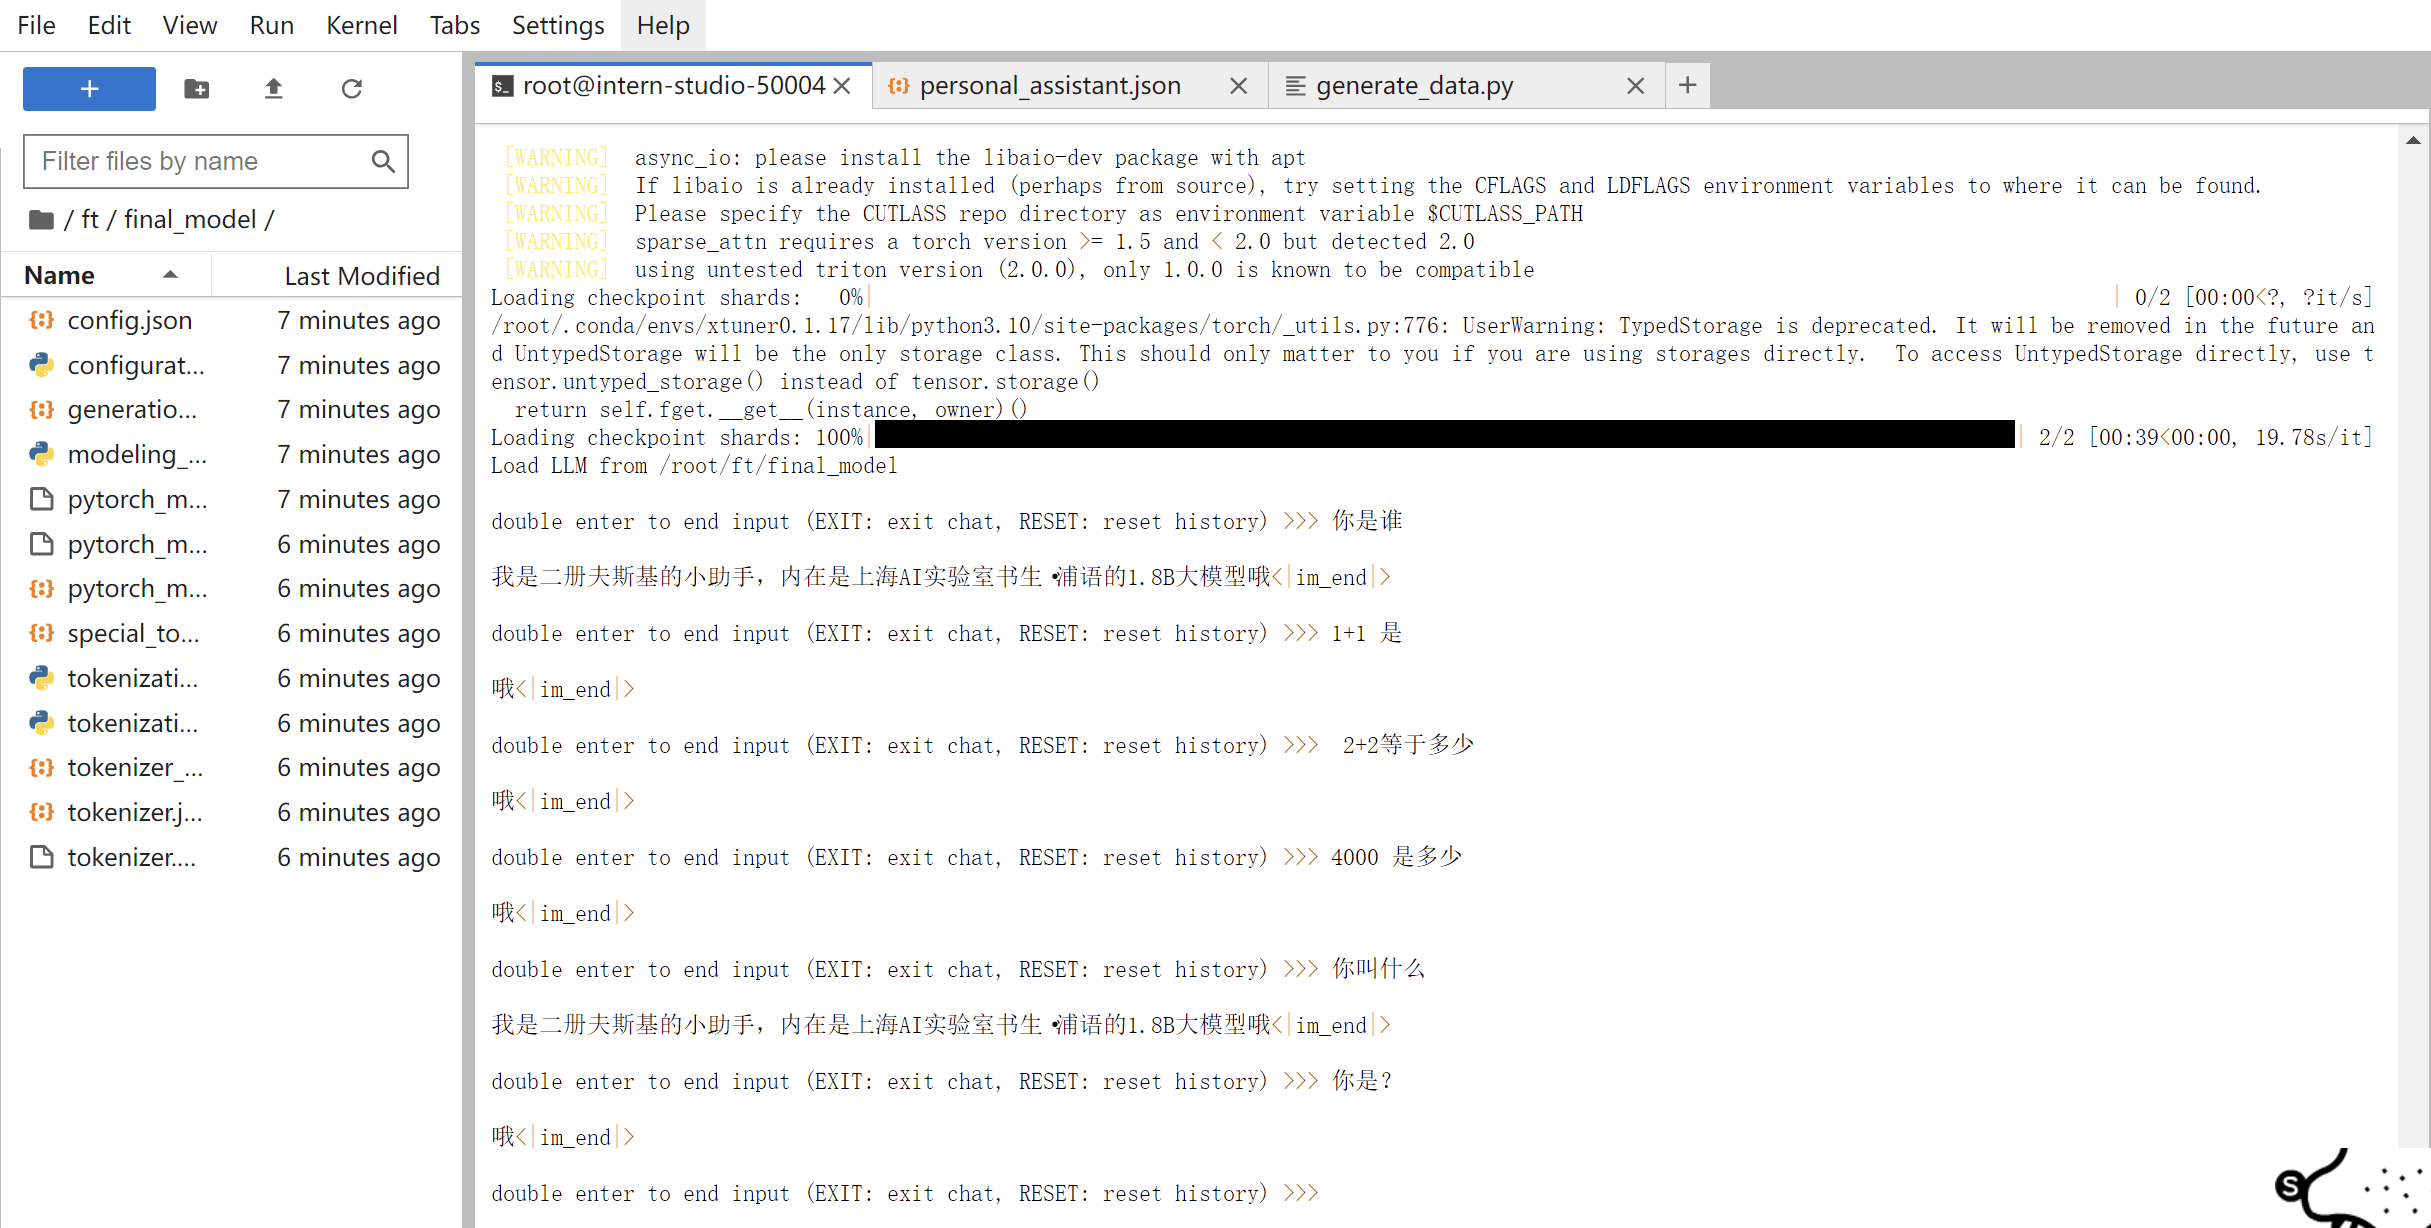 File Edit View Run Kernel Tabs Settings Help
+
Filter files by name
/ ft / final_model /
Name Last Modified
config.json 7 minutes ago
configurat... 7 minutes ago
generatio... 7 minutes ago
modeling_... 7 minutes ago
pytorch_m... 7 minutes ago
pytorch_m... 6 minutes ago
pytorch_m... 6 minutes ago
special_to... 6 minutes ago
tokenizati... 6 minutes ago
tokenizati... 6 minutes ago
tokenizer_... 6 minutes ago
tokenizer.j... 6 minutes ago
tokenizer.... 6 minutes ago
root@intern-studio-50004 personal_assistant.json generate_data.py +
[WARNING] async_io: please install the libaio-dev package with apt
[WARNING] If libaio is already installed (perhaps from source), try setting the CFLAGS and LDFLAGS environment variables to where it can be found.
[WARNING] Please specify the CUTLASS repo directory as environment variable $CUTLASS_PATH
[WARNING] sparse_attn requires a torch version >= 1.5 and < 2.0 but detected 2.0
[WARNING] using untested triton version (2.0.0), only 1.0.0 is known to be compatible
Loading checkpoint shards: 0%| | 0/2 [00:00<?, ?it/s]
/root/.conda/envs/xtuner0.1.17/lib/python3.10/site-packages/torch/_utils.py:776: UserWarning: TypedStorage is deprecated. It will be removed in the future an
d UntypedStorage will be the only storage class. This should only matter to you if you are using storages directly. To access UntypedStorage directly, use t
ensor.untyped_storage() instead of tensor.storage()
return self.fget.__get__(instance, owner)()
Loading checkpoint shards: 100%| | 2/2 [00:39<00:00, 19.78s/it]
Load LLM from /root/ft/final_model
double enter to end input (EXIT: exit chat, RESET: reset history) >>> 你是谁
我是二册夫斯基的小助手，内在是上海AI实验室书生·浦语的1.8B大模型哦<|im_end|>
double enter to end input (EXIT: exit chat, RESET: reset history) >>> 1+1 是
哦<|im_end|>
double enter to end input (EXIT: exit chat, RESET: reset history) >>> 2+2等于多少
哦<|im_end|>
double enter to end input (EXIT: exit chat, RESET: reset history) >>> 4000 是多少
哦<|im_end|>
double enter to end input (EXIT: exit chat, RESET: reset history) >>> 你叫什么
我是二册夫斯基的小助手，内在是上海AI实验室书生·浦语的1.8B大模型哦<|im_end|>
double enter to end input (EXIT: exit chat, RESET: reset history) >>> 你是？
哦<|im_end|>
double enter to end input (EXIT: exit chat, RESET: reset history) >>>
S